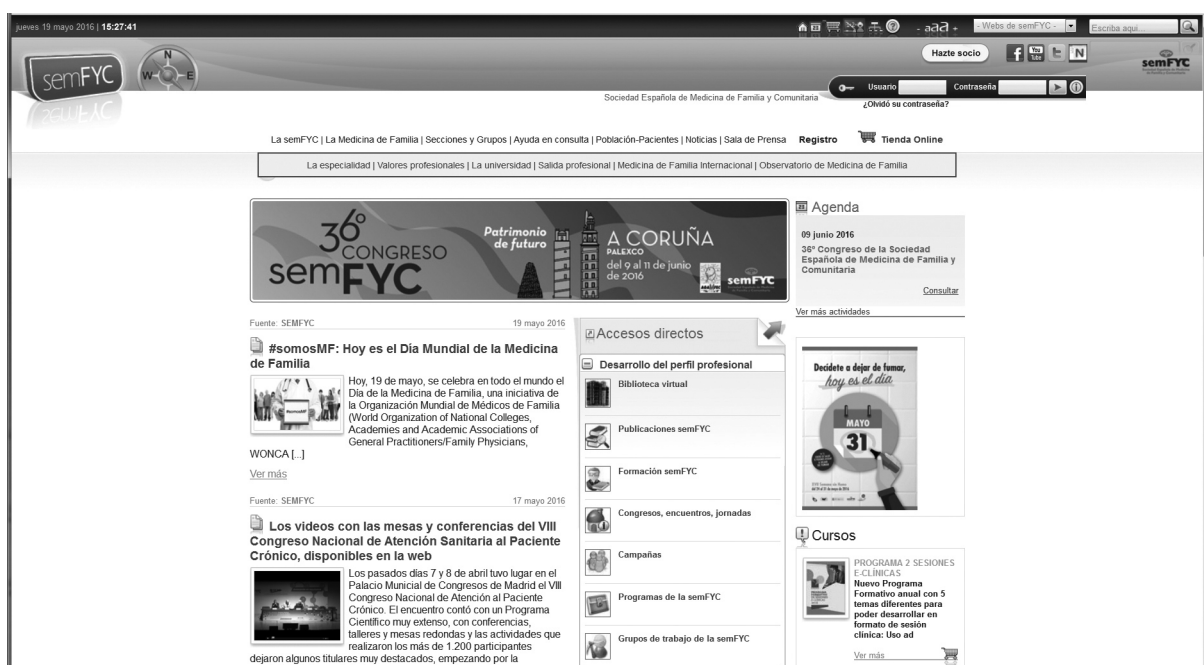 jueves 19 mayo 2016 | 15:27:41
- aaa +
- Webs de semFYC -
Escriba aqui...
semFYC
N
W
E
Hazte socio
f
You
Tube
N
semFYC
Usuario
Contraseña
Sociedad Española de Medicina de Familia y Comunitaria
¿Olvidó su contraseña?
La semFYC | La Medicina de Familia | Secciones y Grupos | Ayuda en consulta | Población-Pacientes | Noticias | Sala de Prensa
Registro
Tienda Online
La especialidad | Valores profesionales | La universidad | Salida profesional | Medicina de Familia Internacional | Observatorio de Medicina de Familia
36º
CONGRESO
semFYC
Patrimonio
de futuro
A CORUÑA
PALEXCO
del 9 al 11 de junio
de 2016
semFYC
Agenda
09 junio 2016
36º Congreso de la Sociedad
Española de Medicina de Familia y
Comunitaria
Consultar
Ver más actividades
Fuente: SEMFYC
19 mayo 2016
#somosMF: Hoy es el Día Mundial de la Medicina
de Familia
#somosMF
Hoy, 19 de mayo, se celebra en todo el mundo el
Día de la Medicina de Familia, una iniciativa de
la Organización Mundial de Médicos de Familia
(World Organization of National Colleges,
Academies and Academic Associations of
General Practitioners/Family Physicians,
WONCA [...]
Ver más
Fuente: SEMFYC
17 mayo 2016
Los videos con las mesas y conferencias del VIII
Congreso Nacional de Atención Sanitaria al Paciente
Crónico, disponibles en la web
Los pasados días 7 y 8 de abril tuvo lugar en el
Palacio Municial de Congresos de Madrid el VIII
Congreso Nacional de Atención al Paciente
Crónico. El encuentro contó con un Programa
Científico muy extenso, con conferencias,
talleres y mesas redondas y las actividades que
realizaron los más de 1.200 participantes
dejaron algunos titulares muy destacados, empezando por la
Accesos directos
Desarrollo del perfil profesional
Biblioteca virtual
Publicaciones semFYC
Formación semFYC
Congresos, encuentros, jornadas
Campañas
Programas de la semFYC
Grupos de trabajo de la semFYC
Decídete a dejar de fumar,
hoy es el día
MAYO
31
Cursos
PROGRAMA 2 SESIONES
E-CLÍNICAS
Nuevo Programa
Formativo anual con 5
temas diferentes para
poder desarrollar en
formato de sesión
clínica: Uso ad
Ver más